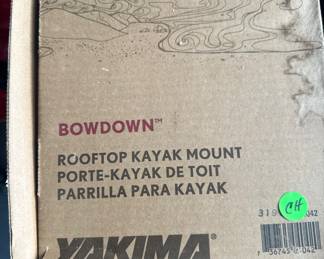 BOWDOWN™
ROOFTOP KAYAK MOUNT
PORTE-KAYAK DE TOIT
PARRILLA PARA KAYAK
CH
YAKIMA®